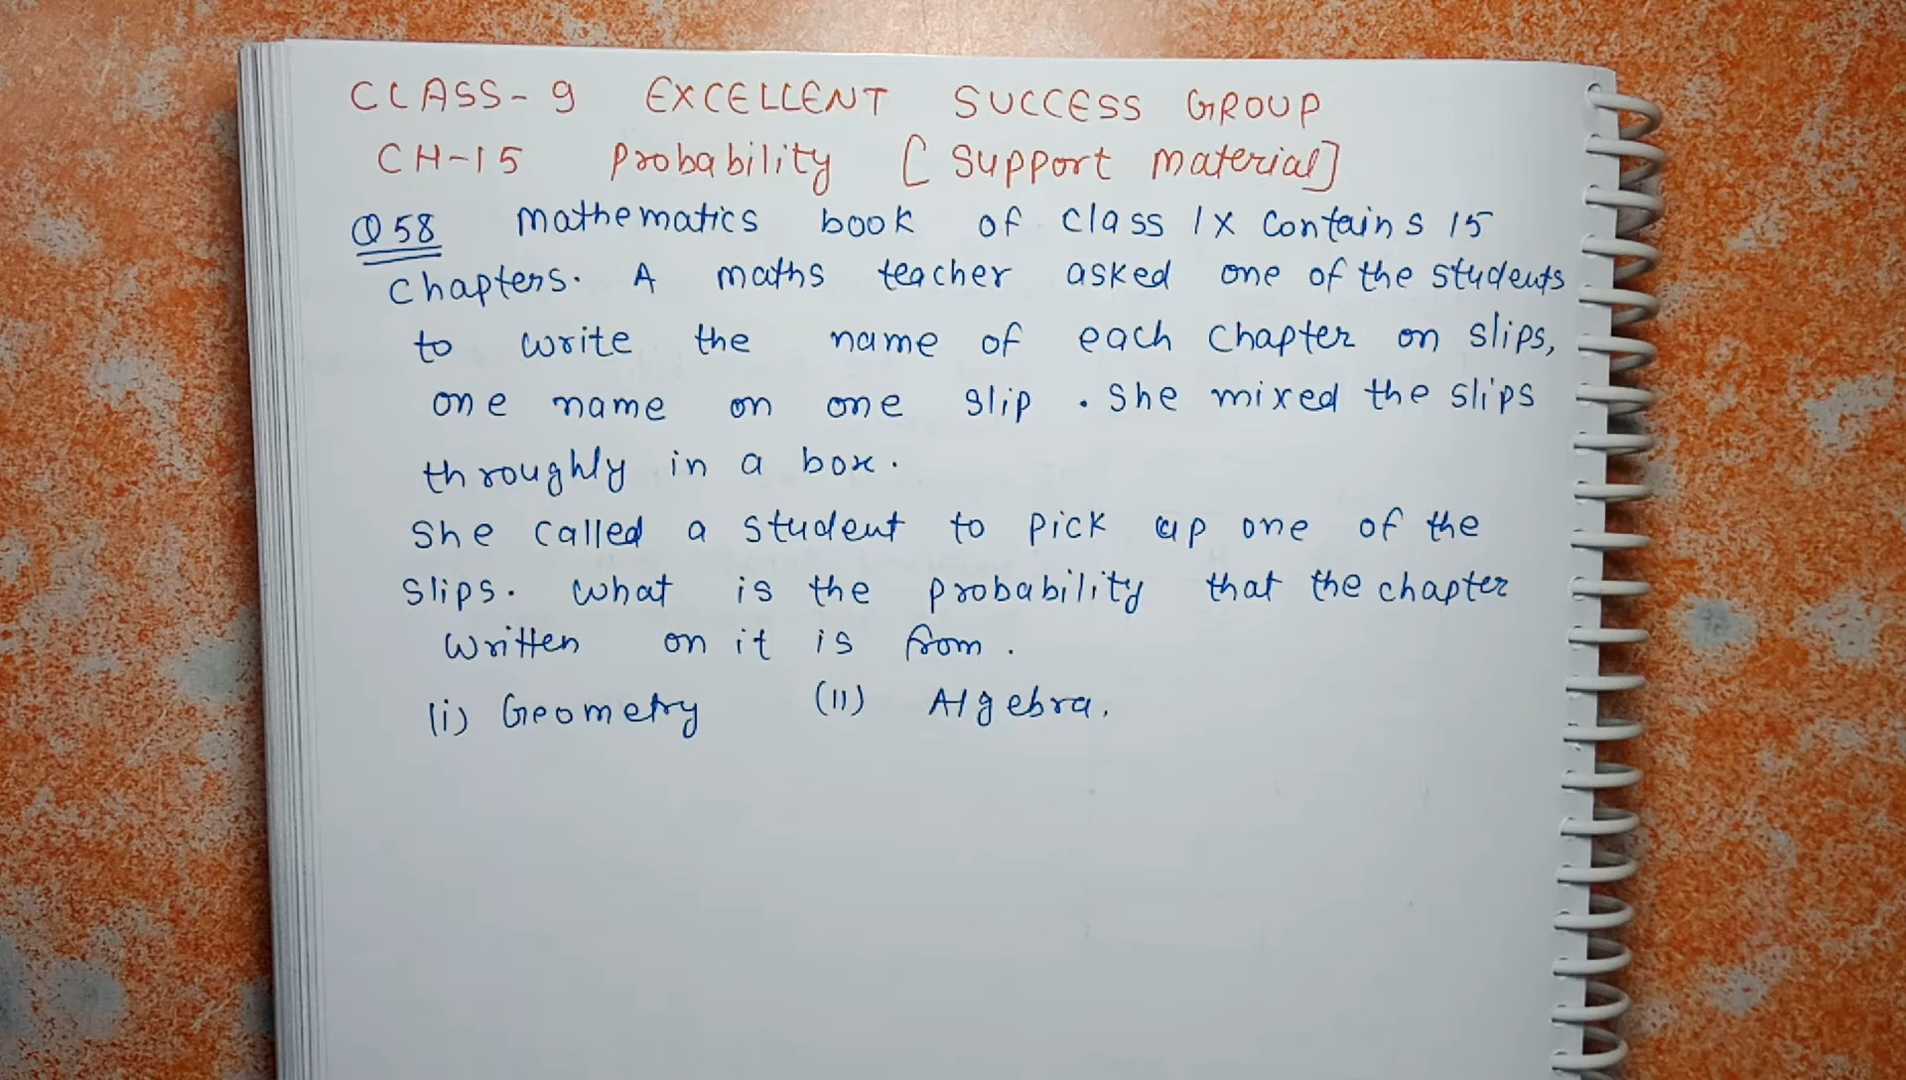 CLASS-9 EXCELLENT SUCCESS GROUP
CH-15 Probability [Support material]
Q58 mathematics book of class IX contains 15
chapters. A maths teacher asked one of the students
to write the name of each chapter on slips,
one name on one slip. She mixed the slips
throughly in a box.
She called a student to pick up one of the
slips. what is the probability that the chapter
written on it is from.
(i) Geometry (ii) Algebra.